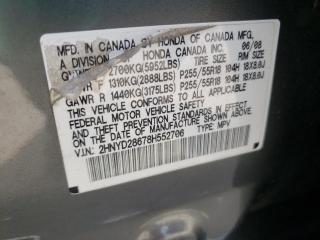 MFD. IN CANADA BY HONDA OF CANADA MFG.,
A DIVISION OF HONDA CANADA INC. 06/08
GVWR 2700KG(5952LBS) TIRE SIZE RIM SIZE
GAWR F 1310KG(2888LBS) P255/55R18 104H 18X8.0J
GAWR R 1440KG(3175LBS) P255/55R18 104H 18X8.0J
THIS VEHICLE CONFORMS TO ALL APPLICABLE
FEDERAL MOTOR VEHICLE SAFETY
AND THEFT PREVENTION STANDARDS IN EFFECT
ON THE DATE OF MANUFACTURE SHOWN ABOVE.
V.I.N.: 2HNYD28678H552706 TYPE: MPV